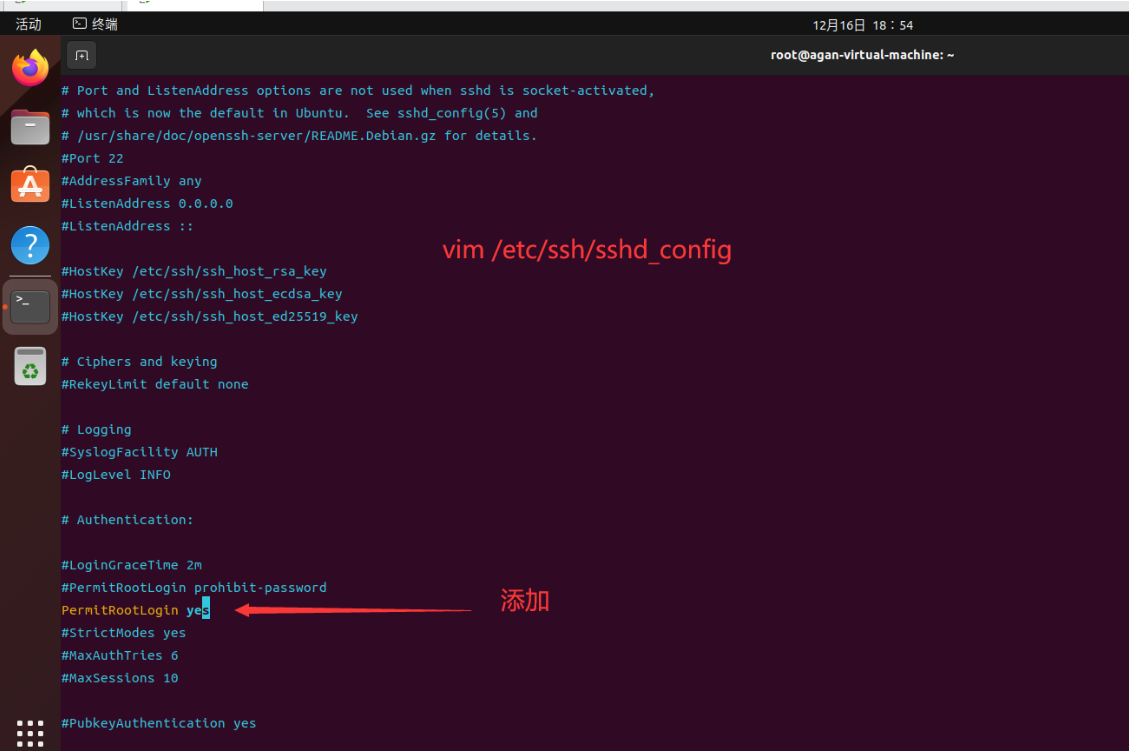 活动
终端
12月16日 18：54
root@agan-virtual-machine: ~
# Port and ListenAddress options are not used when sshd is socket-activated,
# which is now the default in Ubuntu.  See sshd_config(5) and
# /usr/share/doc/openssh-server/README.Debian.gz for details.
#Port 22
#AddressFamily any
#ListenAddress 0.0.0.0
#ListenAddress ::
vim /etc/ssh/sshd_config
#HostKey /etc/ssh/ssh_host_rsa_key
#HostKey /etc/ssh/ssh_host_ecdsa_key
#HostKey /etc/ssh/ssh_host_ed25519_key
# Ciphers and keying
#RekeyLimit default none
# Logging
#SyslogFacility AUTH
#LogLevel INFO
# Authentication:
#LoginGraceTime 2m
#PermitRootLogin prohibit-password
PermitRootLogin yes
添加
#StrictModes yes
#MaxAuthTries 6
#MaxSessions 10
#PubkeyAuthentication yes